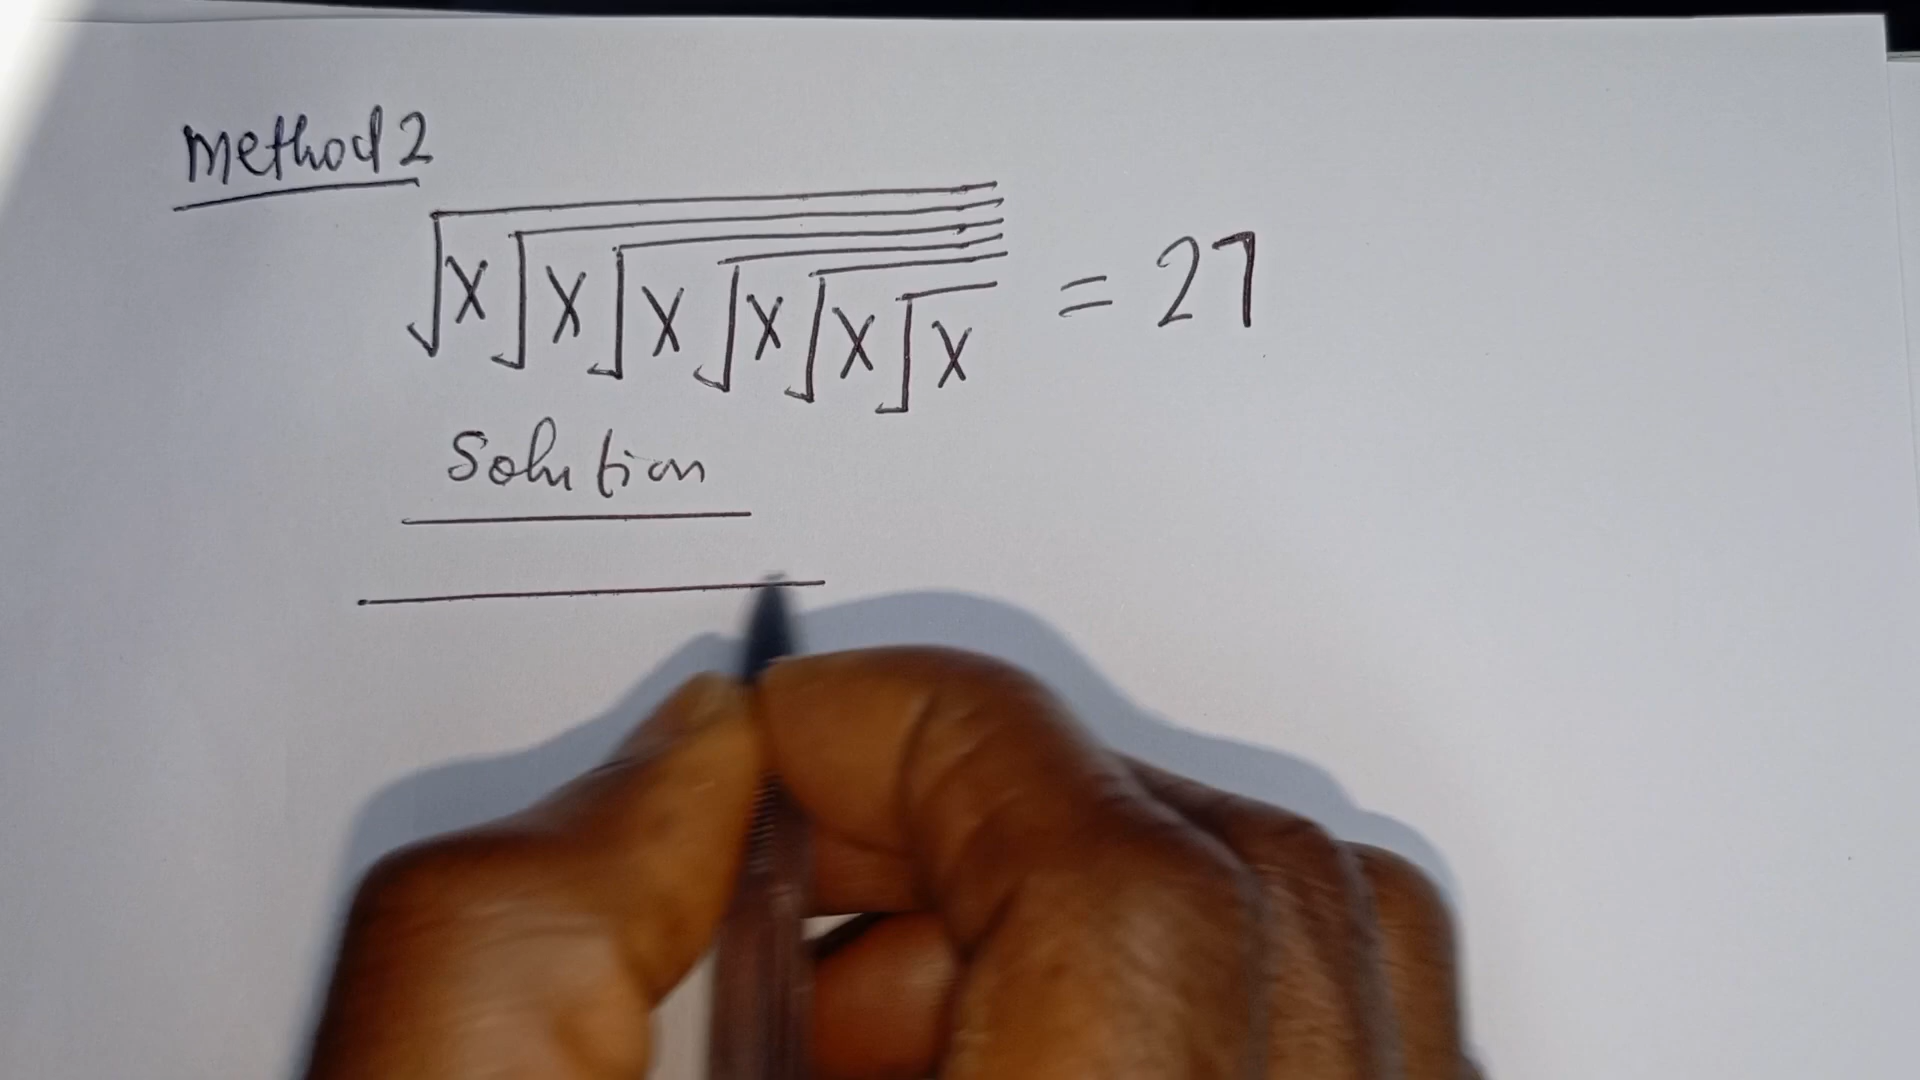 Method 2
√x√x√x√x√x√x = 27
Solution